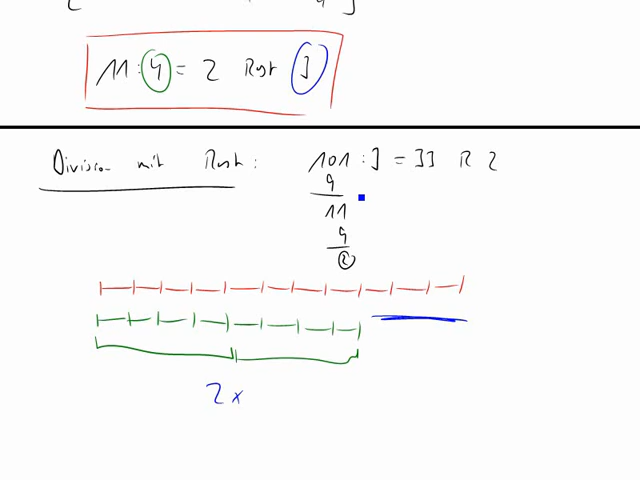 11 : 4 = 2 Rest 3
Division mit Rest: 101 : 3 = 33 R 2
9
11
9
2
2 x